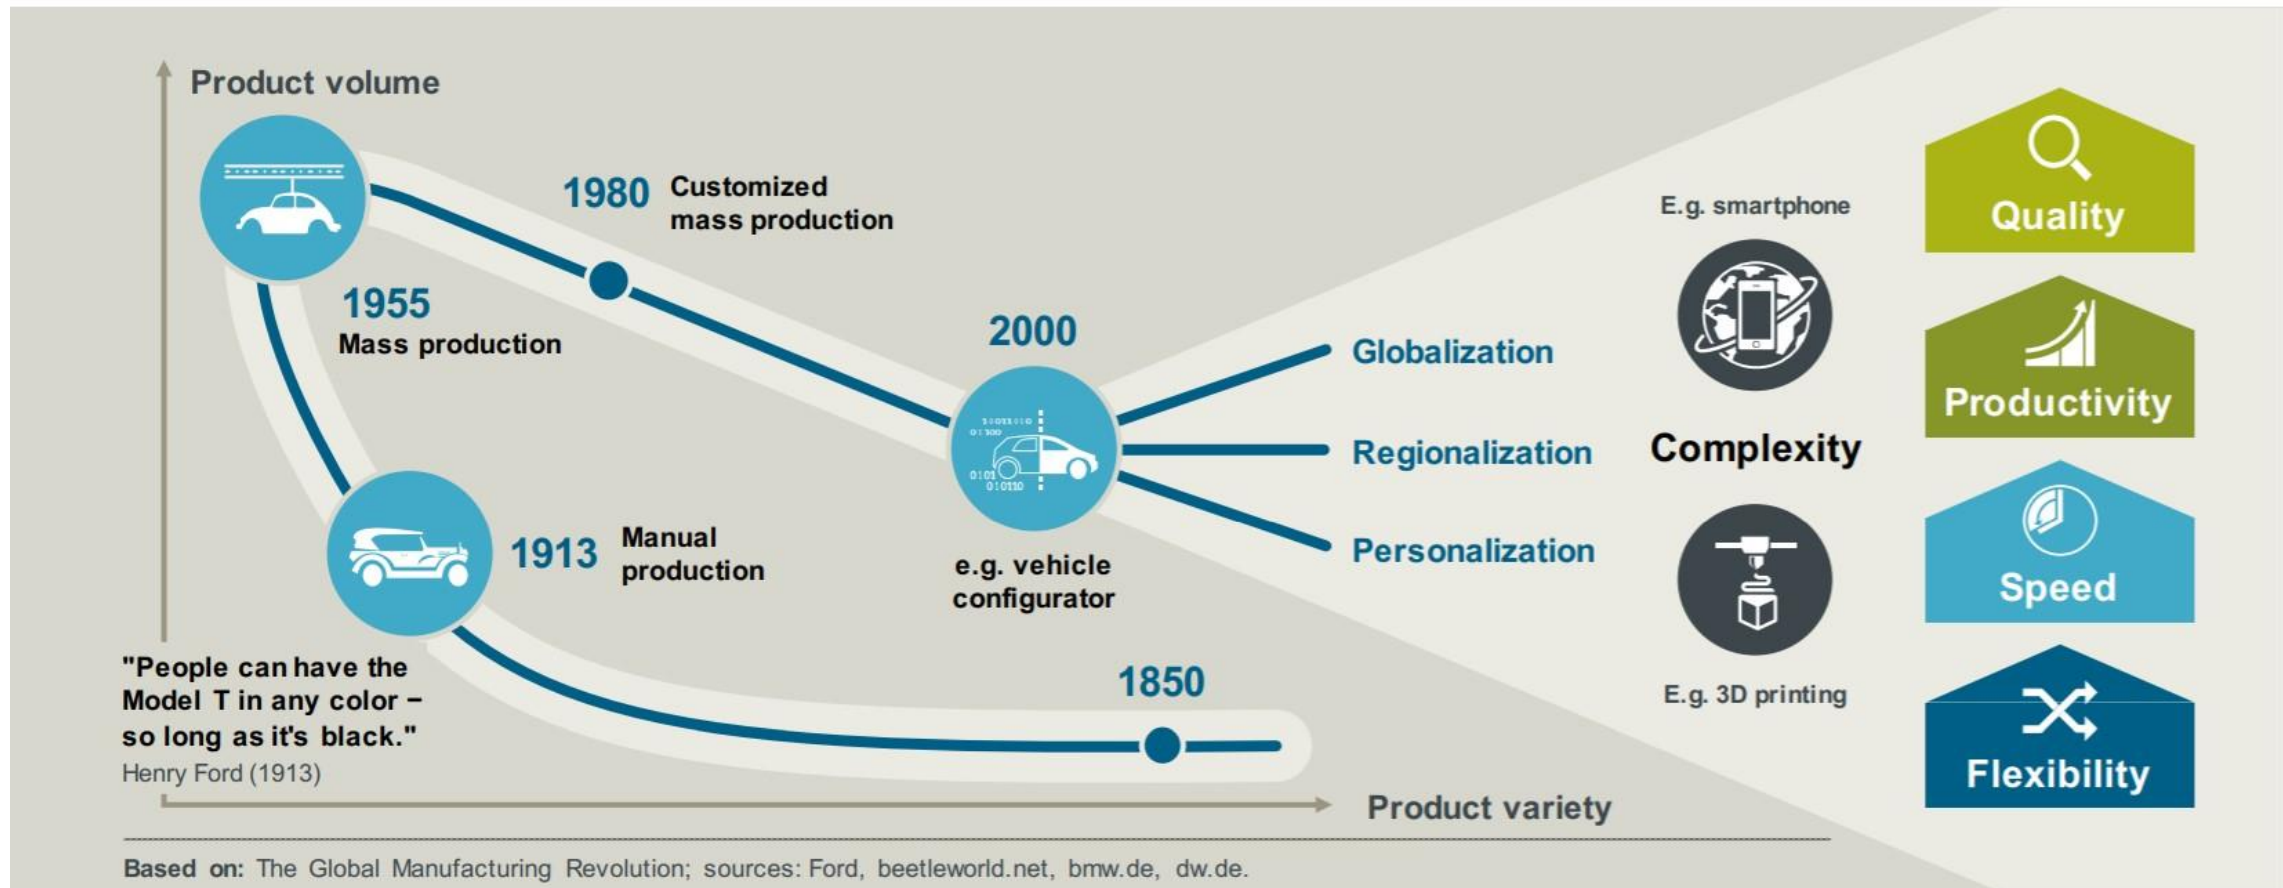 Product volume
1980
Customized
mass production
1955
Mass production
2000
1913
Manual
production
e.g. vehicle
configurator
"People can have the
Model T in any color –
so long as it's black."
Henry Ford (1913)
1850
Product variety
Globalization
Regionalization
Personalization
E.g. smartphone
Complexity
E.g. 3D printing
Quality
Productivity
Speed
Flexibility
Based on: The Global Manufacturing Revolution; sources: Ford, beetleworld.net, bmw.de, dw.de.